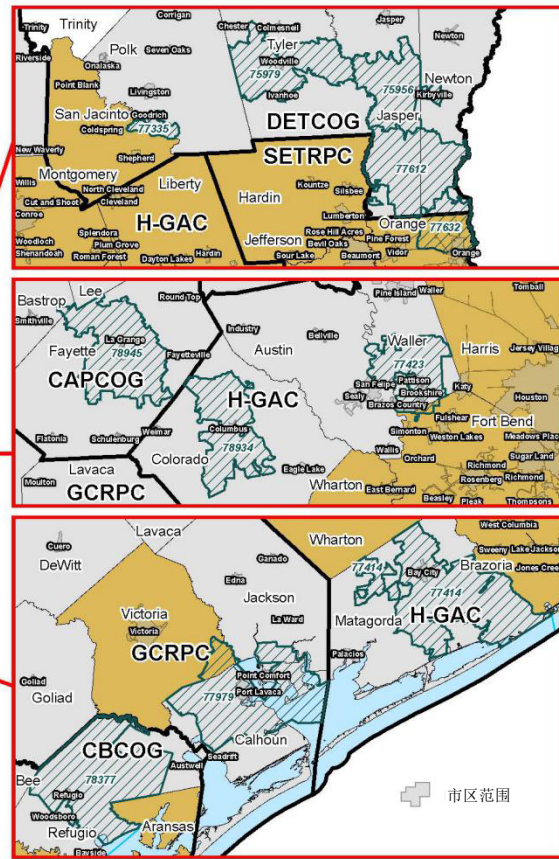 Trinity
Trinity
Corrigan
Chester
Colmesneil
Jasper
Polk
Seven Oaks
Tyler
Newton
Riverside
Onalaska
Woodville
75979
75956
Newton
Point Blank
Livingston
Ivanhoe
Kirbyville
San Jacinto
Goodrich
Coldspring
77335
DETCOG
Jasper
New Waverly
Shepherd
SETRPC
77612
Montgomery
Willis
North Cleveland
Liberty
Hardin
Kountze
Silsbee
Cut and Shoot
Cleveland
Conroe
H-GAC
Lumberton
Orange
77632
Splendora
Rose Hill Acres
Woodloch
Plum Grove
Bevil Oaks
Pine Forest
Shenandoah
Roman Forest
Dayton Lakes
Hardin
Jefferson
Sour Lake
Beaumont
Vidor
Orange
Bastrop
Lee
Round Top
Pine Island
Waller
Tomball
Smithville
Industry
Bellville
La Grange
Austin
Waller
Harris
Jersey Village
Fayette
78945
Fayetteville
77423
CAPCOG
H-GAC
San Felipe
Pattison
Katy
Sealy
Brookshire
Houston
Brazos Country
Fulshear
Fort Bend
Columbus
Simonton
Weston Lakes
Meadows Place
Flatonia
Schulenburg
Weimar
78934
Wallis
Orchard
Sugar Land
Lavaca
Colorado
Eagle Lake
Richmond
Moulton
Rosenberg
Richmond
GCRPC
Wharton
East Bernard
Beasley
Pleak
Thompsons
Lavaca
Wharton
West Columbia
Cuero
Sweeny
Lake Jackson
DeWitt
Ganado
77414
Brazoria
Edna
Bay City
Jones Creek
Jackson
77414
Victoria
La Ward
H-GAC
Victoria
Matagorda
GCRPC
Palacios
Goliad
Point Comfort
77979
Port Lavaca
Goliad
Calhoun
CBCOG
Seadrift
Bee
78377
Austwell
Refugio
市区范围
Woodsboro
Aransas
Refugio
Bayside